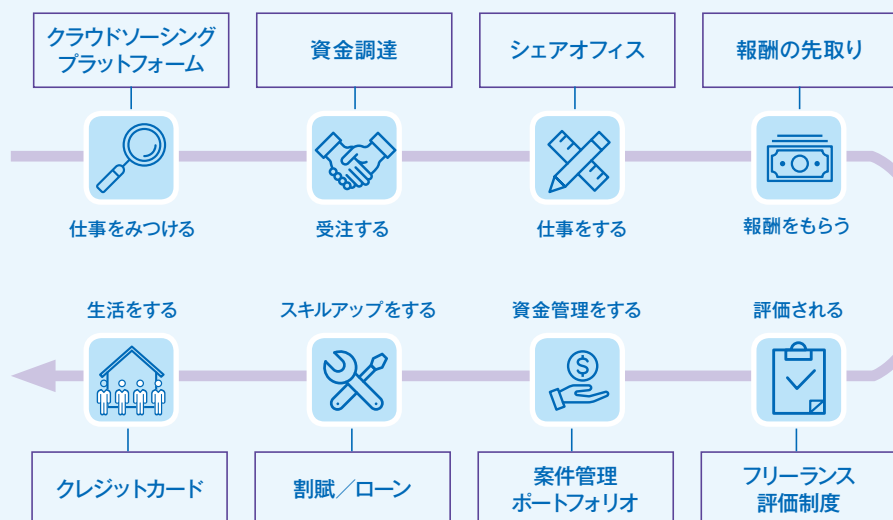 クラウドソーシング
プラットフォーム
資金調達
シェアオフィス
報酬の先取り
仕事をみつける
受注する
仕事をする
報酬をもらう
生活をする
スキルアップをする
資金管理をする
評価される
$
クレジットカード
割賦／ローン
案件管理
ポートフォリオ
フリーランス
評価制度